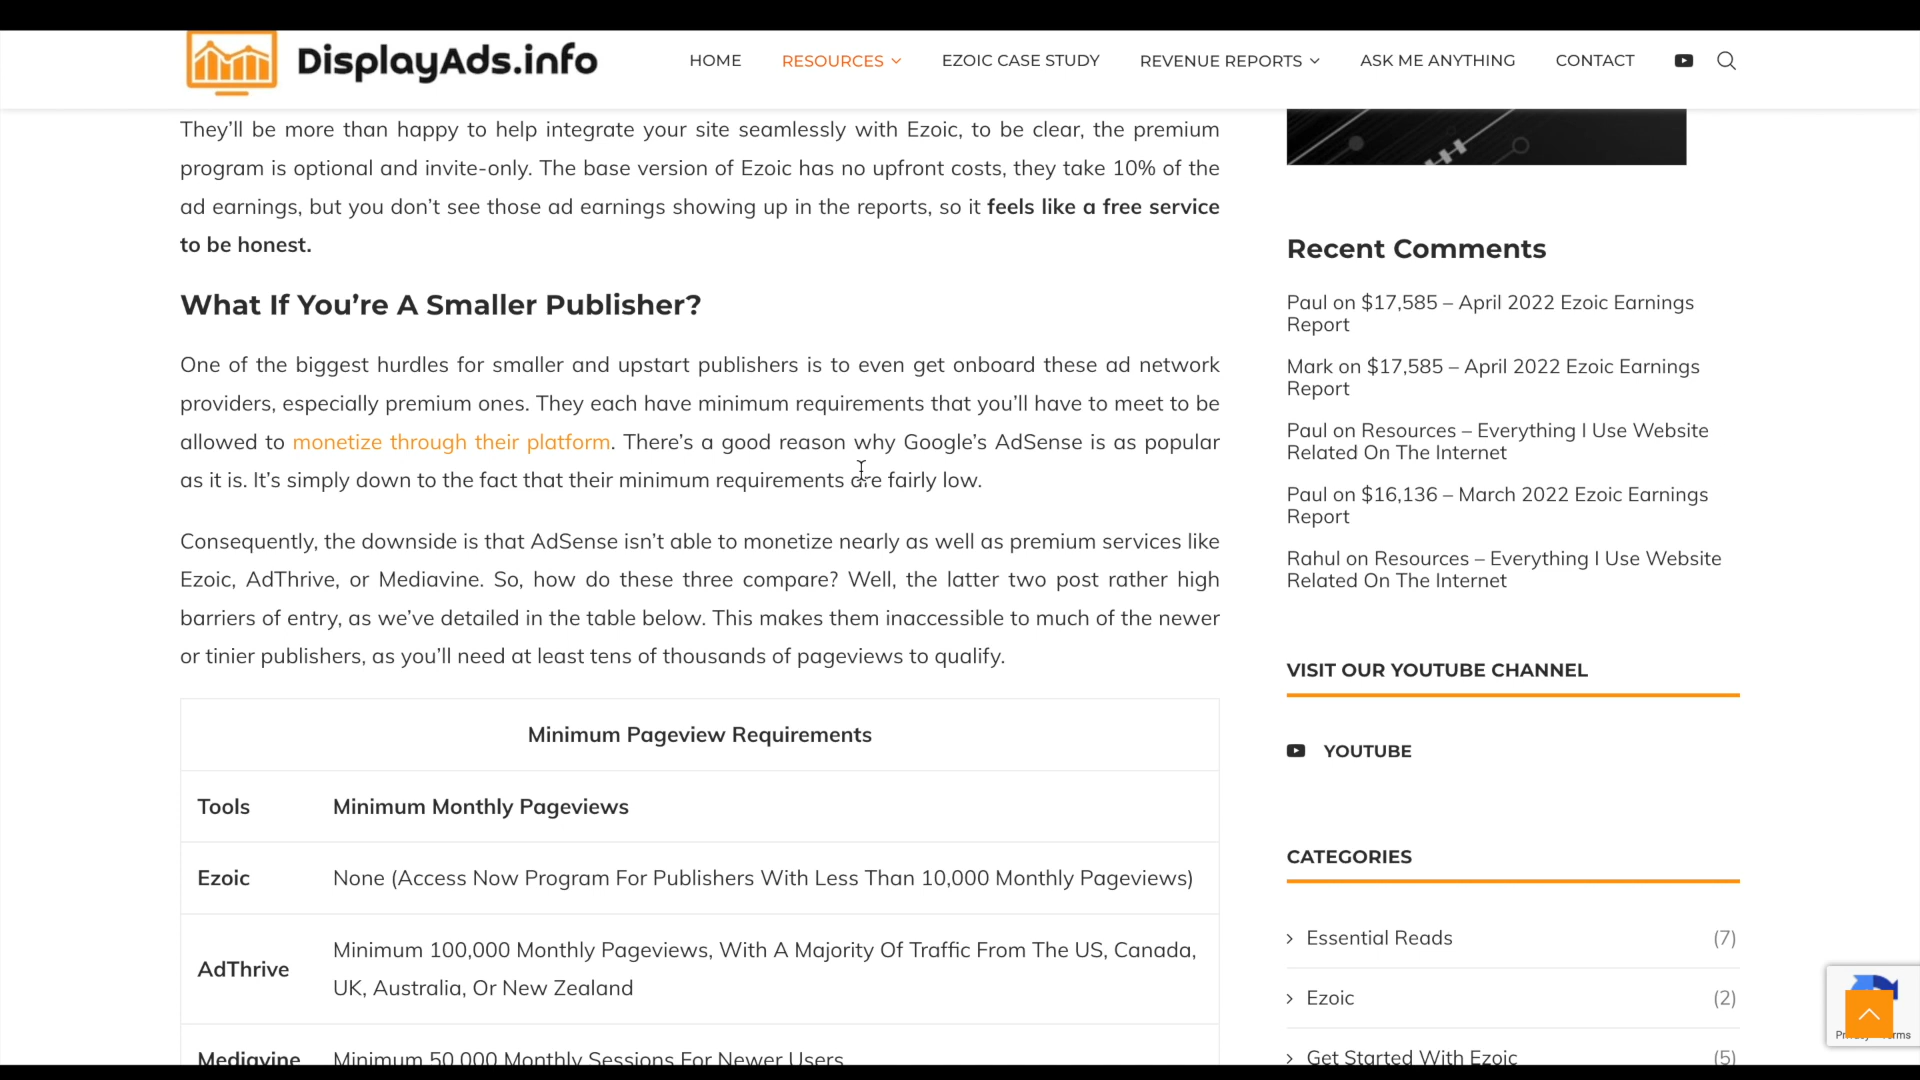 DisplayAds.info
HOME
RESOURCES
EZOIC CASE STUDY
REVENUE REPORTS
ASK ME ANYTHING
CONTACT
They’ll be more than happy to help integrate your site seamlessly with Ezoic, to be clear, the premium
program is optional and invite-only. The base version of Ezoic has no upfront costs, they take 10% of the
ad earnings, but you don’t see those ad earnings showing up in the reports, so it feels like a free service
to be honest.
What If You’re A Smaller Publisher?
One of the biggest hurdles for smaller and upstart publishers is to even get onboard these ad network
providers, especially premium ones. They each have minimum requirements that you’ll have to meet to be
allowed to monetize through their platform. There’s a good reason why Google’s AdSense is as popular
as it is. It’s simply down to the fact that their minimum requirements are fairly low.
Consequently, the downside is that AdSense isn’t able to monetize nearly as well as premium services like
Ezoic, AdThrive, or Mediavine. So, how do these three compare? Well, the latter two post rather high
barriers of entry, as we’ve detailed in the table below. This makes them inaccessible to much of the newer
or tinier publishers, as you’ll need at least tens of thousands of pageviews to qualify.
Minimum Pageview Requirements
Tools
Minimum Monthly Pageviews
Ezoic
None (Access Now Program For Publishers With Less Than 10,000 Monthly Pageviews)
AdThrive
Minimum 100,000 Monthly Pageviews, With A Majority Of Traffic From The US, Canada,
UK, Australia, Or New Zealand
Mediavine
Minimum 50,000 Monthly Sessions For Newer Users
Recent Comments
Paul on $17,585 – April 2022 Ezoic Earnings
Report
Mark on $17,585 – April 2022 Ezoic Earnings
Report
Paul on Resources – Everything I Use Website
Related On The Internet
Paul on $16,136 – March 2022 Ezoic Earnings
Report
Rahul on Resources – Everything I Use Website
Related On The Internet
VISIT OUR YOUTUBE CHANNEL
YOUTUBE
CATEGORIES
Essential Reads
(7)
Ezoic
(2)
Get Started With Ezoic
(5)